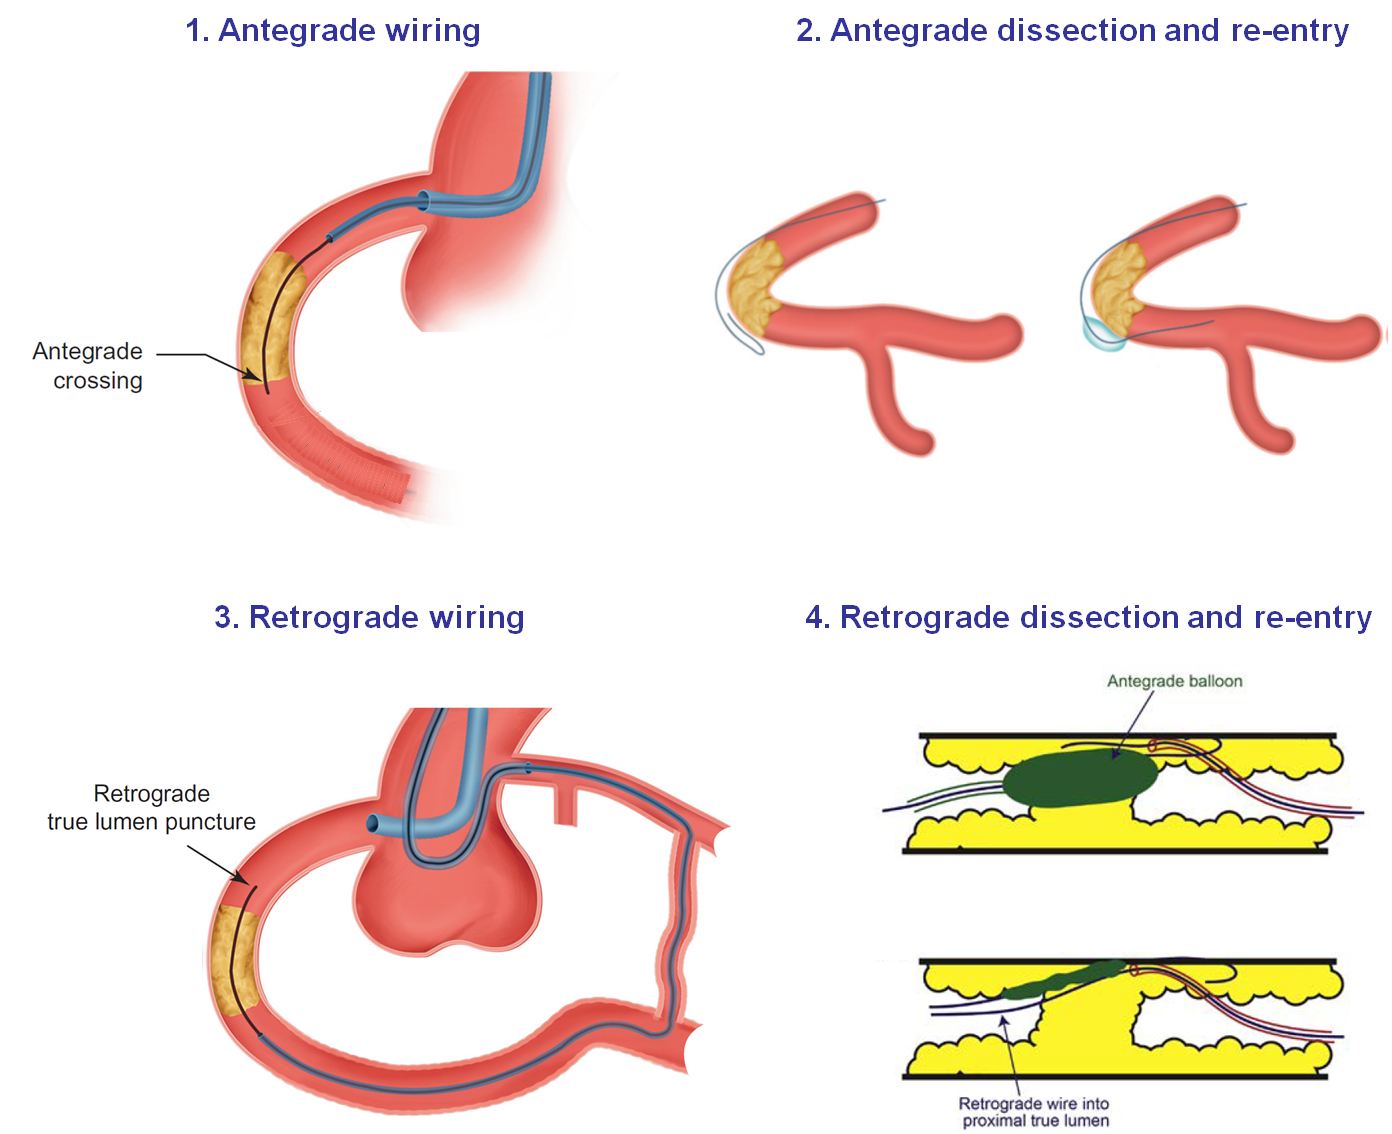 1. Antegrade wiring
2. Antegrade dissection and re-entry
Antegrade
crossing
3. Retrograde wiring
4. Retrograde dissection and re-entry
Antegrade balloon
Retrograde
true lumen puncture
Retrograde wire into
proximal true lumen